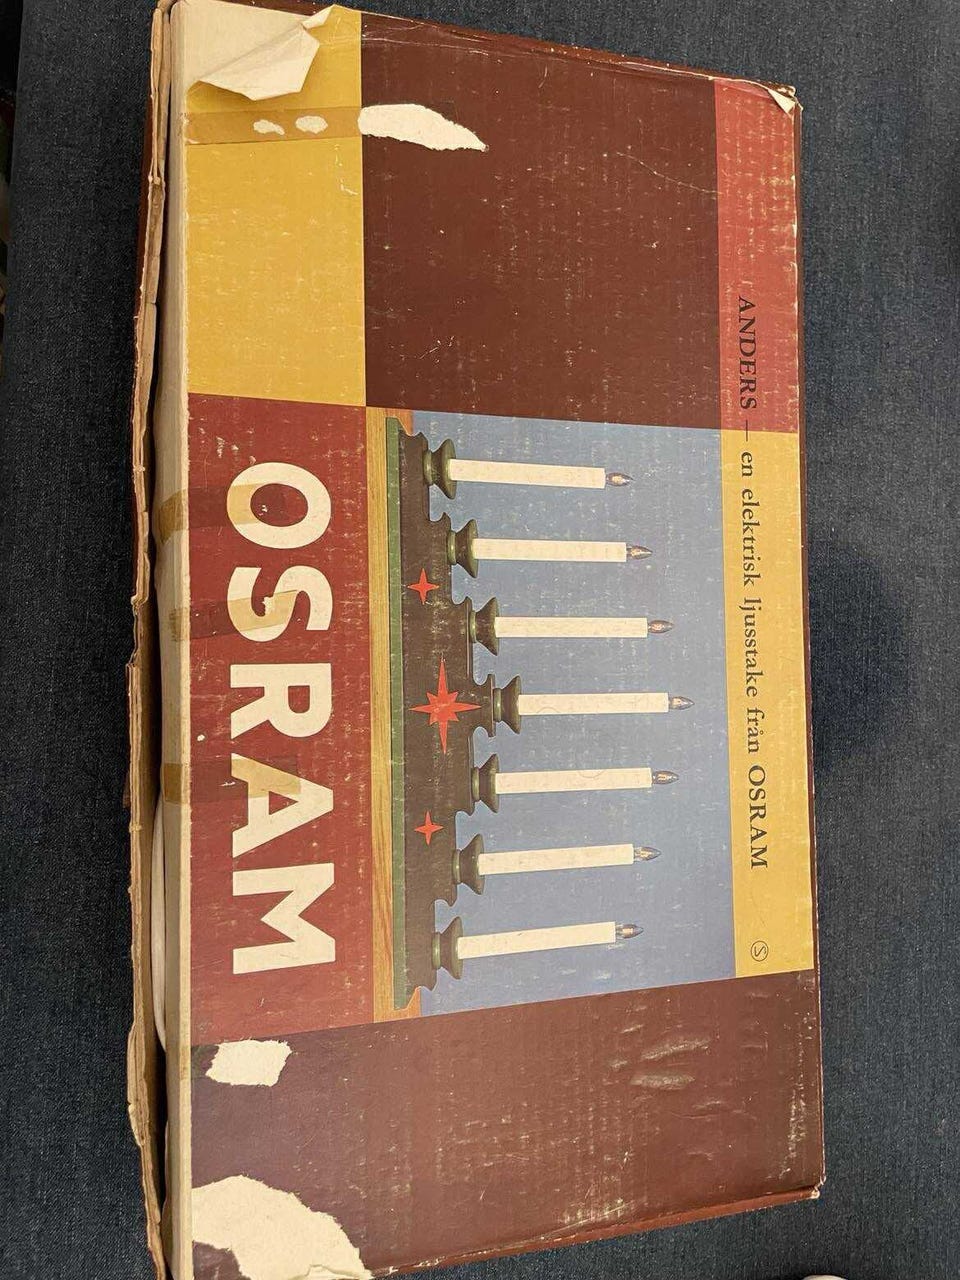 ANDERS — en elektrisk ljusstake från OSRAM Ⓢ
OSRAM